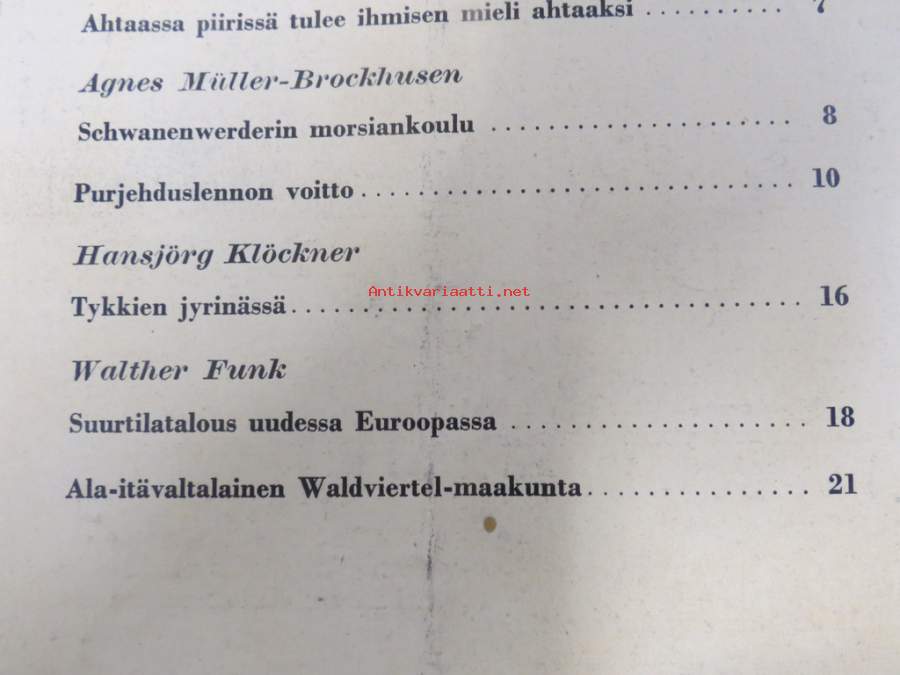 Ahtaassa piirissä tulee ihmisen mieli ahtaaksi .......... 7
Agnes Müller-Brockhusen
Schwanenwerderin morsiankoulu ...................... 8
Purjehduslennon voitto ............................... 10
Hansjörg Klöckner
Antikvariaatti.net
Tykkien jyrinässä .................................... 16
Walther Funk
Suurtilatalous uudessa Euroopassa ..................... 18
Ala-itävaltalainen Waldviertel-maakunta ................ 21